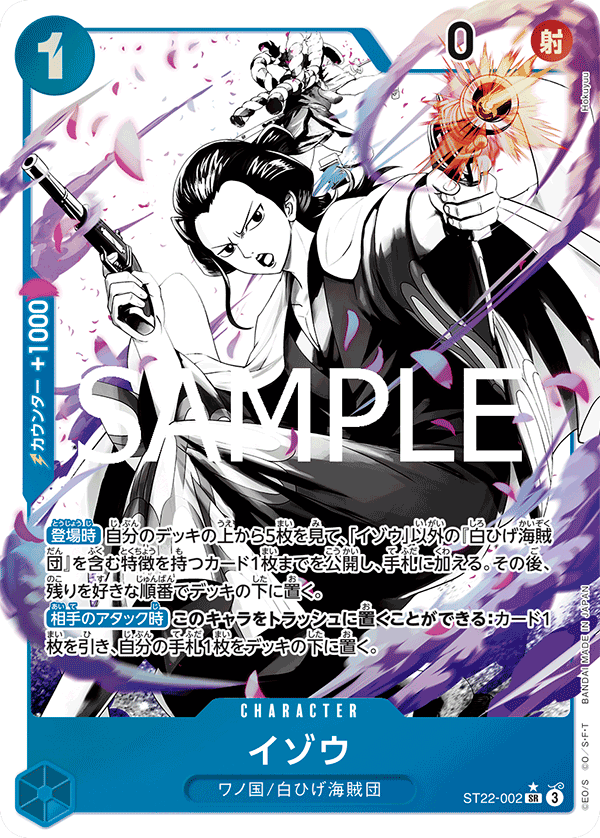 1
0
射
Hokuyuu
カウンター +1000
SAMPLE
登場時 自分のデッキの上から5枚を見て、「イゾウ」以外の『白ひげ海賊
団』を含む特徴を持つカード1枚までを公開し、手札に加える。その後、
残りを好きな順番でデッキの下に置く。
相手のアタック時 このキャラをトラッシュに置くことができる:カード1
枚を引き、自分の手札1枚をデッキの下に置く。
CHARACTER
イゾウ
ワノ国/白ひげ海賊団
ST22-002 SR 3
©E.O/S ©O/S・F・T BANDAI MADE IN JAPAN